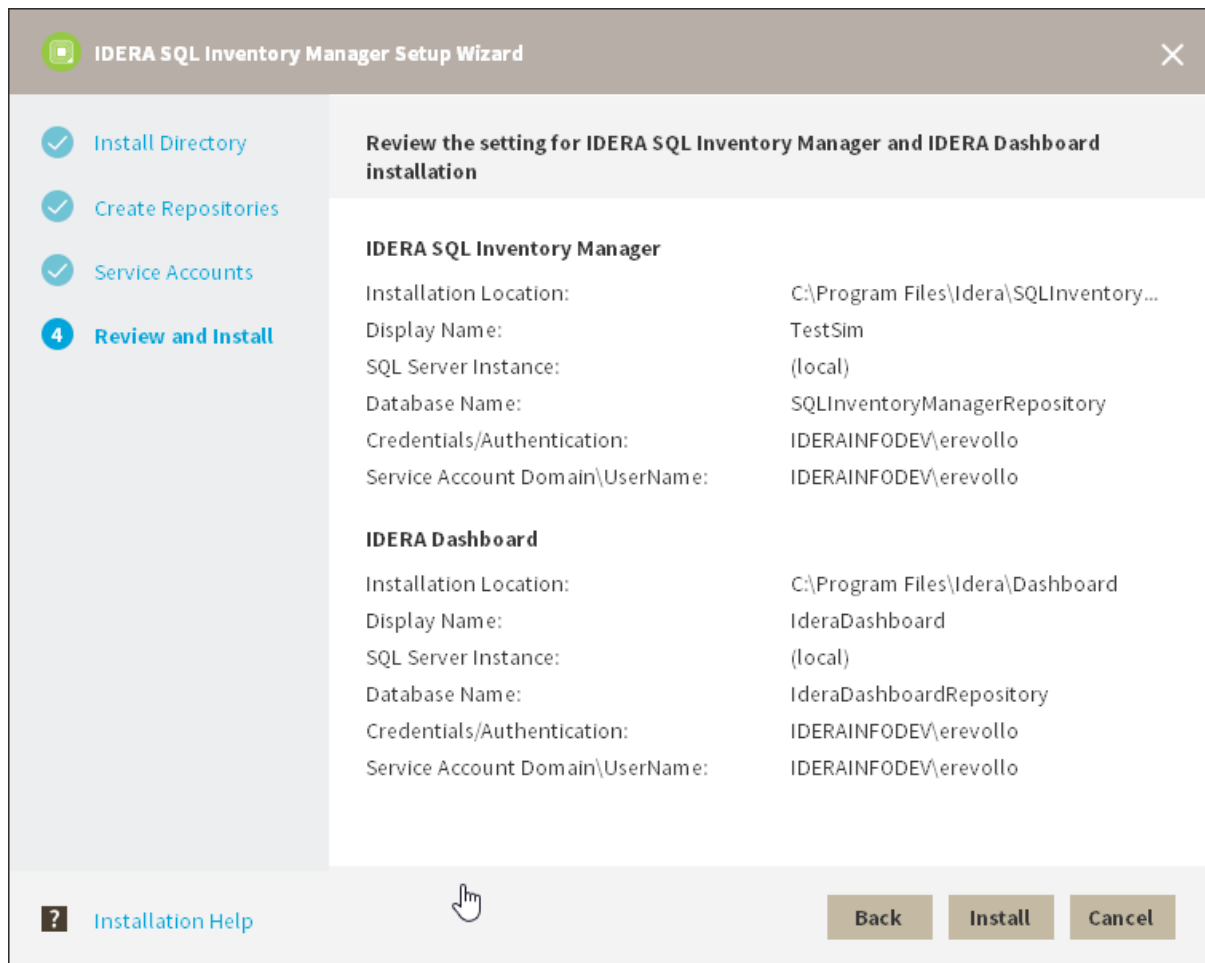 IDERA SQL Inventory Manager Setup Wizard
Install Directory
Create Repositories
Service Accounts
4 Review and Install
Review the setting for IDERA SQL Inventory Manager and IDERA Dashboard
installation
IDERA SQL Inventory Manager
Installation Location: C:\Program Files\Idera\SQLInventory...
Display Name: TestSim
SQL Server Instance: (local)
Database Name: SQLInventoryManagerRepository
Credentials/Authentication: IDERAINFODEV\erevollo
Service Account Domain\UserName: IDERAINFODEV\erevollo
IDERA Dashboard
Installation Location: C:\Program Files\Idera\Dashboard
Display Name: IderaDashboard
SQL Server Instance: (local)
Database Name: IderaDashboardRepository
Credentials/Authentication: IDERAINFODEV\erevollo
Service Account Domain\UserName: IDERAINFODEV\erevollo
? Installation Help
Back Install Cancel